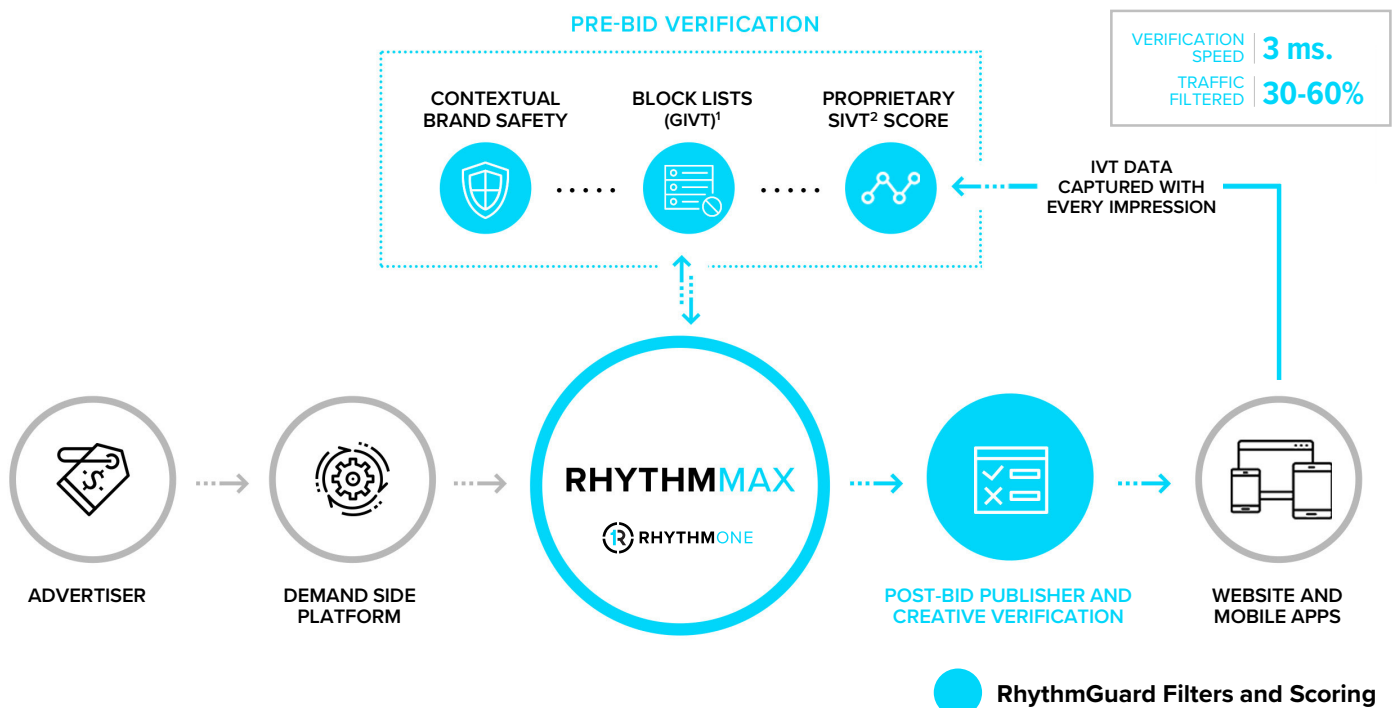 PRE-BID VERIFICATION
VERIFICATION
SPEED
3 ms.
TRAFFIC
FILTERED
30-60%
CONTEXTUAL
BRAND SAFETY
BLOCK LISTS
(GIVT)¹
PROPRIETARY
SIVT² SCORE
IVT DATA
CAPTURED WITH
EVERY IMPRESSION
RHYTHMMAX
1R RHYTHMONE
ADVERTISER
DEMAND SIDE
PLATFORM
POST-BID PUBLISHER AND
CREATIVE VERIFICATION
WEBSITE AND
MOBILE APPS
RhythmGuard Filters and Scoring